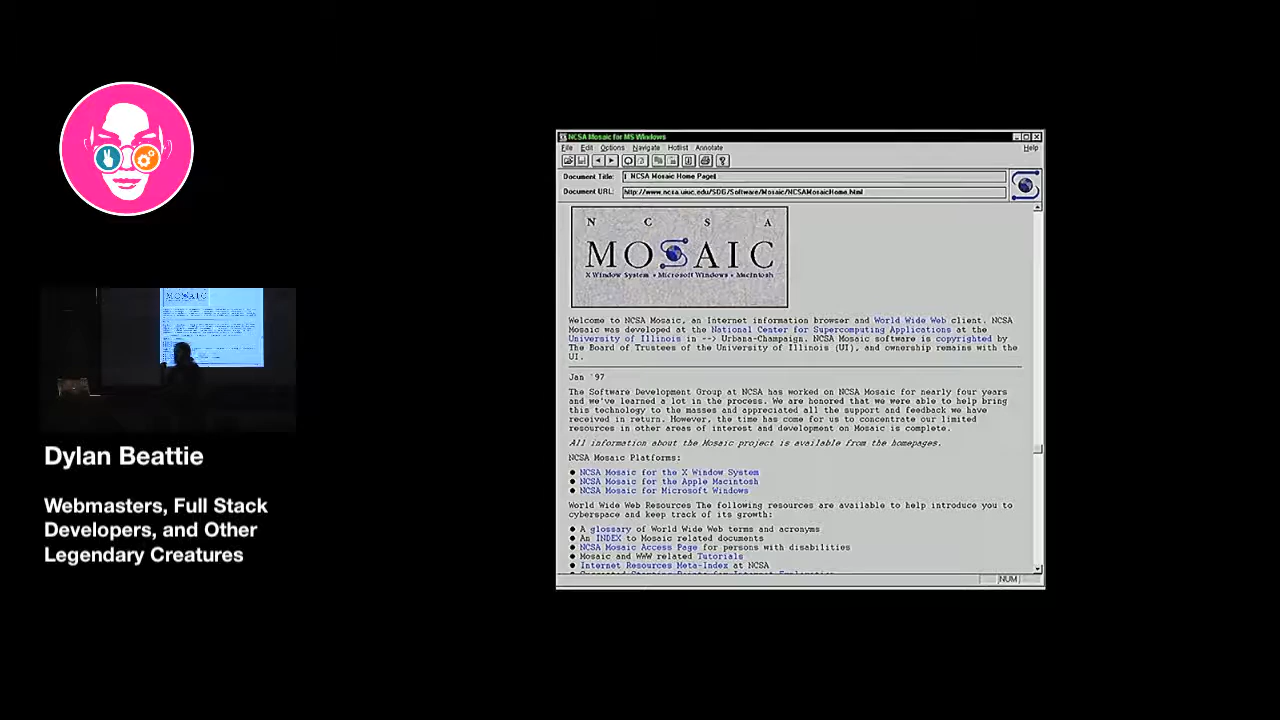 Dylan Beattie
Webmasters, Full Stack
Developers, and Other
Legendary Creatures
NCSA Mosaic for MS Windows
File Edit Options Navigate Hotlist Annotate Help
Document Title: NCSA Mosaic Home Page
Document URL: http://www.ncsa.uiuc.edu/SDG/Software/Mosaic/NCSAMosaicHome.html
N C S A
MOSAIC
X Window System • Microsoft Windows • Macintosh
Welcome to NCSA Mosaic, an Internet information browser and World Wide Web client. NCSA
Mosaic was developed at the National Center for Supercomputing Applications at the
University of Illinois in --> Urbana-Champaign. NCSA Mosaic software is copyrighted by
The Board of Trustees of the University of Illinois (UI), and ownership remains with the
UI.
Jan '97
The Software Development Group at NCSA has worked on NCSA Mosaic for nearly four years
and we've learned a lot in the process. We are honored that we were able to help bring
this technology to the masses and appreciated all the support and feedback we have
received in return. However, the time has come for us to concentrate our limited
resources in other areas of interest and development on Mosaic is complete.
All information about the Mosaic project is available from the homepages.
NCSA Mosaic Platforms:
• NCSA Mosaic for the X Window System
• NCSA Mosaic for the Apple Macintosh
• NCSA Mosaic for Microsoft Windows
World Wide Web Resources The following resources are available to help introduce you to
cyberspace and keep track of its growth:
• A glossary of World Wide Web terms and acronyms
• An INDEX to Mosaic related documents
• NCSA Mosaic Access Page for persons with disabilities
• Mosaic and WWW related Tutorials
• Internet Resources Meta-Index at NCSA
NUM